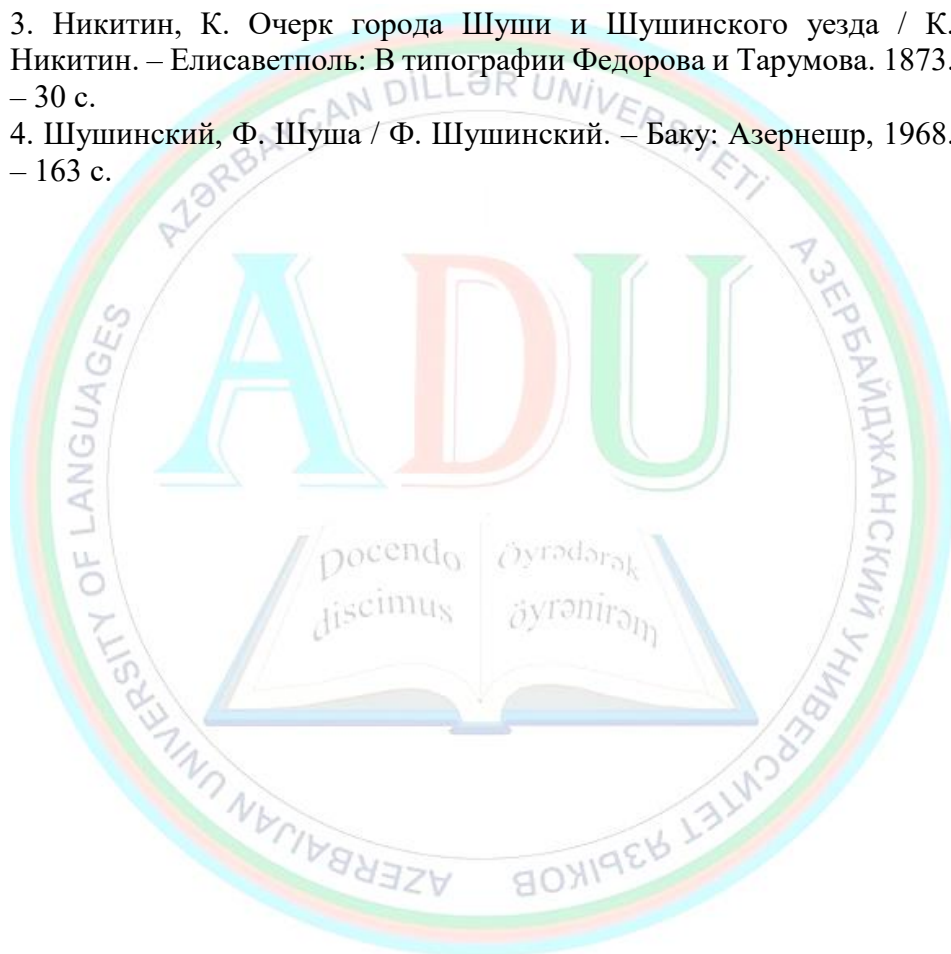 3. Никитин, К. Очерк города Шуши и Шушинского уезда / К.
Никитин. – Елисаветполь: В типографии Федорова и Тарумова. 1873.
– 30 с.
4. Шушинский, Ф. Шуша / Ф. Шушинский. – Баку: Азернешр, 1968.
– 163 с.
AZƏRBAYCAN DİLLƏR UNİVERSİTETİ
АЗЕРБАЙДЖАНСКИЙ УНИВЕРСИТЕТ ЯЗЫКОВ
AZERBAIJAN UNIVERSITY OF LANGUAGES
ADU
Docendo
discimus
Öyrədərək
öyrənirəm